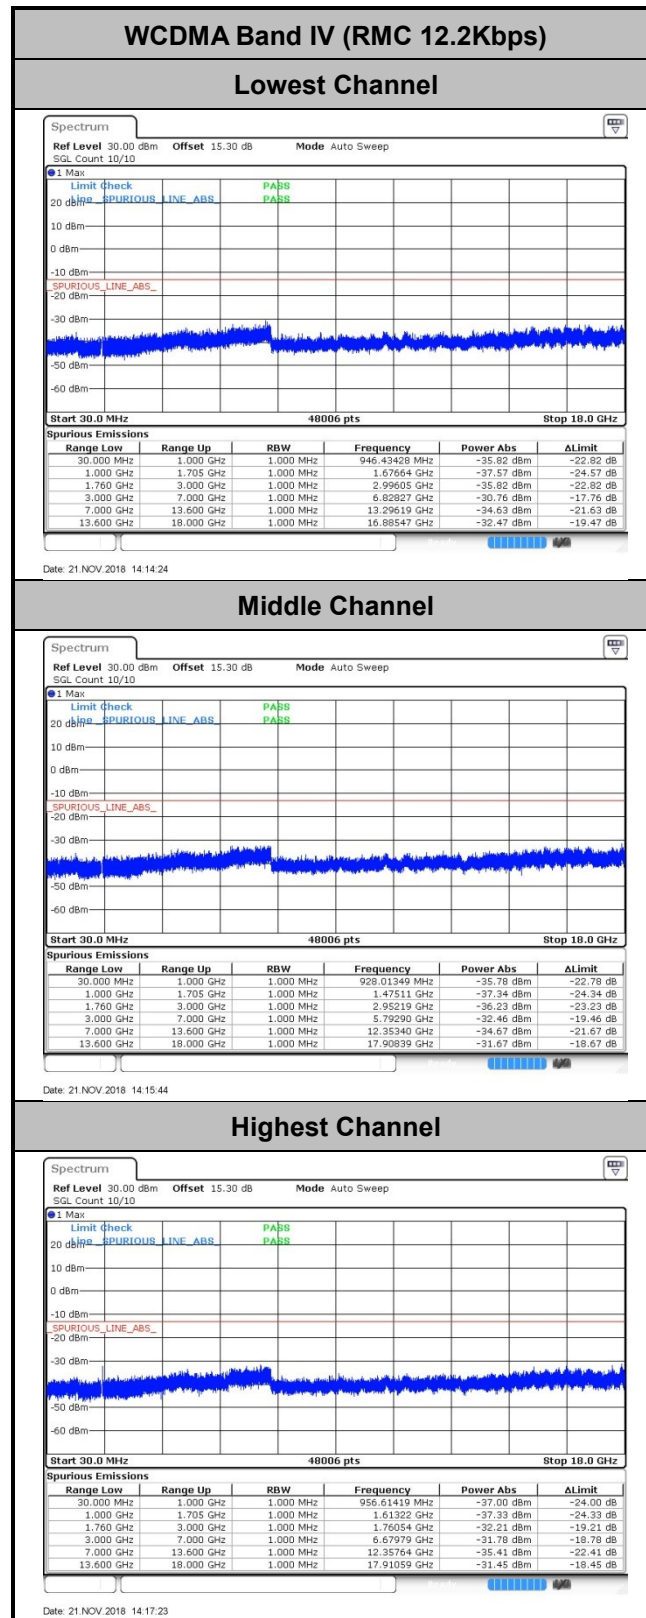 WCDMA Band IV (RMC 12.2Kbps)
Lowest Channel
Spectrum
Ref Level 30.00 dBm Offset 15.30 dB Mode Auto Sweep
SGL Count 10/10
1 Max
Limit Check PASS
20 dBm Line _SPURIOUS_LINE_ABS_ PASS
10 dBm
0 dBm
-10 dBm
_SPURIOUS_LINE_ABS_
-20 dBm
-30 dBm
-50 dBm
-60 dBm
Start 30.0 MHz 48006 pts Stop 18.0 GHz
Spurious Emissions
Range Low Range Up RBW Frequency Power Abs ΔLimit
30.000 MHz 1.000 GHz 1.000 MHz 946.43428 MHz -35.82 dBm -22.82 dB
1.000 GHz 1.705 GHz 1.000 MHz 1.67664 GHz -37.57 dBm -24.57 dB
1.760 GHz 3.000 GHz 1.000 MHz 2.99605 GHz -35.82 dBm -22.82 dB
3.000 GHz 7.000 GHz 1.000 MHz 6.82827 GHz -30.76 dBm -17.76 dB
7.000 GHz 13.600 GHz 1.000 MHz 13.29619 GHz -34.63 dBm -21.63 dB
13.600 GHz 18.000 GHz 1.000 MHz 16.88547 GHz -32.47 dBm -19.47 dB
Date: 21.NOV.2018 14:14:24
Middle Channel
Spectrum
Ref Level 30.00 dBm Offset 15.30 dB Mode Auto Sweep
SGL Count 10/10
1 Max
Limit Check PASS
20 dBm Line _SPURIOUS_LINE_ABS_ PASS
10 dBm
0 dBm
-10 dBm
_SPURIOUS_LINE_ABS_
-20 dBm
-30 dBm
-50 dBm
-60 dBm
Start 30.0 MHz 48006 pts Stop 18.0 GHz
Spurious Emissions
Range Low Range Up RBW Frequency Power Abs ΔLimit
30.000 MHz 1.000 GHz 1.000 MHz 928.01349 MHz -35.78 dBm -22.78 dB
1.000 GHz 1.705 GHz 1.000 MHz 1.47511 GHz -37.34 dBm -24.34 dB
1.760 GHz 3.000 GHz 1.000 MHz 2.95219 GHz -36.23 dBm -23.23 dB
3.000 GHz 7.000 GHz 1.000 MHz 5.79290 GHz -32.46 dBm -19.46 dB
7.000 GHz 13.600 GHz 1.000 MHz 12.35340 GHz -34.67 dBm -21.67 dB
13.600 GHz 18.000 GHz 1.000 MHz 17.90839 GHz -31.67 dBm -18.67 dB
Date: 21.NOV.2018 14:15:44
Highest Channel
Spectrum
Ref Level 30.00 dBm Offset 15.30 dB Mode Auto Sweep
SGL Count 10/10
1 Max
Limit Check PASS
20 dBm Line _SPURIOUS_LINE_ABS_ PASS
10 dBm
0 dBm
-10 dBm
_SPURIOUS_LINE_ABS_
-20 dBm
-30 dBm
-50 dBm
-60 dBm
Start 30.0 MHz 48006 pts Stop 18.0 GHz
Spurious Emissions
Range Low Range Up RBW Frequency Power Abs ΔLimit
30.000 MHz 1.000 GHz 1.000 MHz 956.61419 MHz -37.00 dBm -24.00 dB
1.000 GHz 1.705 GHz 1.000 MHz 1.61322 GHz -37.33 dBm -24.33 dB
1.760 GHz 3.000 GHz 1.000 MHz 1.76054 GHz -32.21 dBm -19.21 dB
3.000 GHz 7.000 GHz 1.000 MHz 6.67979 GHz -31.78 dBm -18.78 dB
7.000 GHz 13.600 GHz 1.000 MHz 12.35764 GHz -35.41 dBm -22.41 dB
13.600 GHz 18.000 GHz 1.000 MHz 17.91059 GHz -31.45 dBm -18.45 dB
Date: 21.NOV.2018 14:17:23